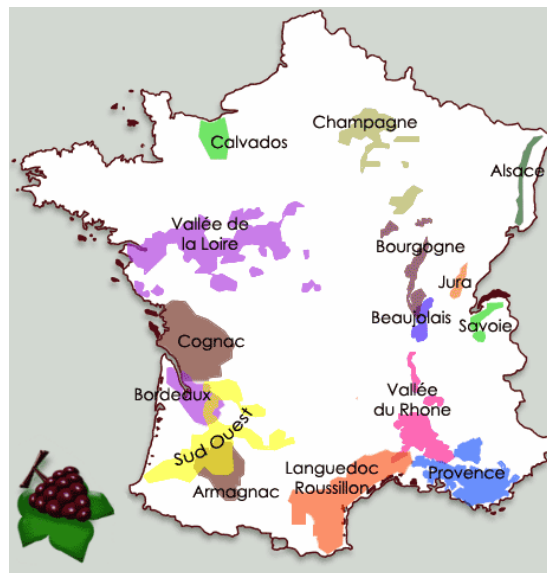 Champagne
Calvados
Alsace
Vallée de
la Loire
Bourgogne
Jura
Beaujolais
Savoie
Cognac
Bordeaux
Vallée
du Rhone
Sud Ouest
Languedoc
Roussillon
Provence
Armagnac